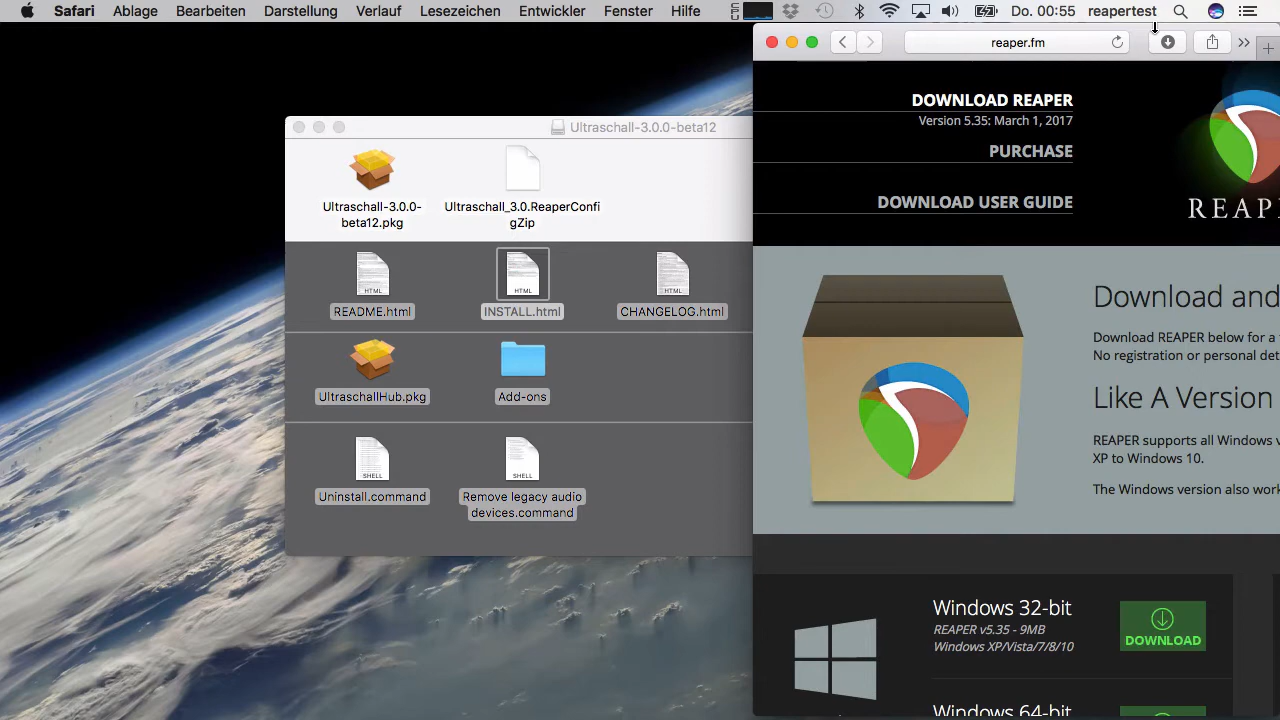 Safari Ablage Bearbeiten Darstellung Verlauf Lesezeichen Entwickler Fenster Hilfe
CPU
Do. 00:55 reapertest
reaper.fm
Ultraschall-3.0.0-beta12
Ultraschall-3.0.0-
beta12.pkg
Ultraschall_3.0.ReaperConfi
gZip
HTML
README.html
HTML
INSTALL.html
HTML
CHANGELOG.html
UltraschallHub.pkg
Add-ons
SHELL
Uninstall.command
SHELL
Remove legacy audio
devices.command
DOWNLOAD REAPER
Version 5.35: March 1, 2017
PURCHASE
DOWNLOAD USER GUIDE
REAP
Download and
Download REAPER below for a
No registration or personal det
Like A Version
REAPER supports all Windows v
XP to Windows 10.
The Windows version also work
Windows 32-bit
REAPER v5.35 - 9MB
Windows XP/Vista/7/8/10
DOWNLOAD
Windows 64-bit